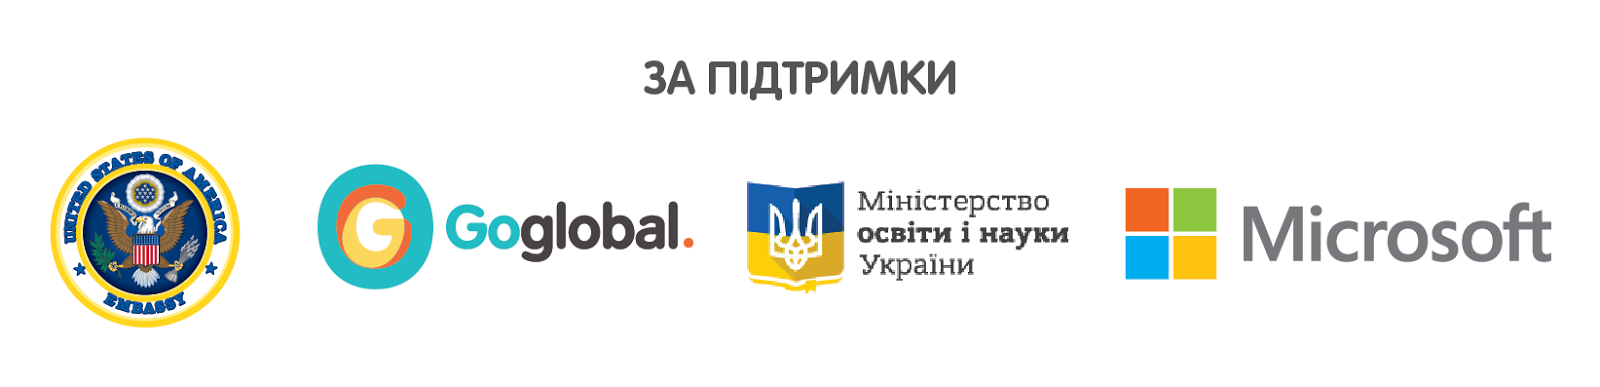 ЗА ПІДТРИМКИ
UNITED STATES OF AMERICA
EMBASSY
G
Goglobal.
Міністерство
освіти і науки
України
Microsoft